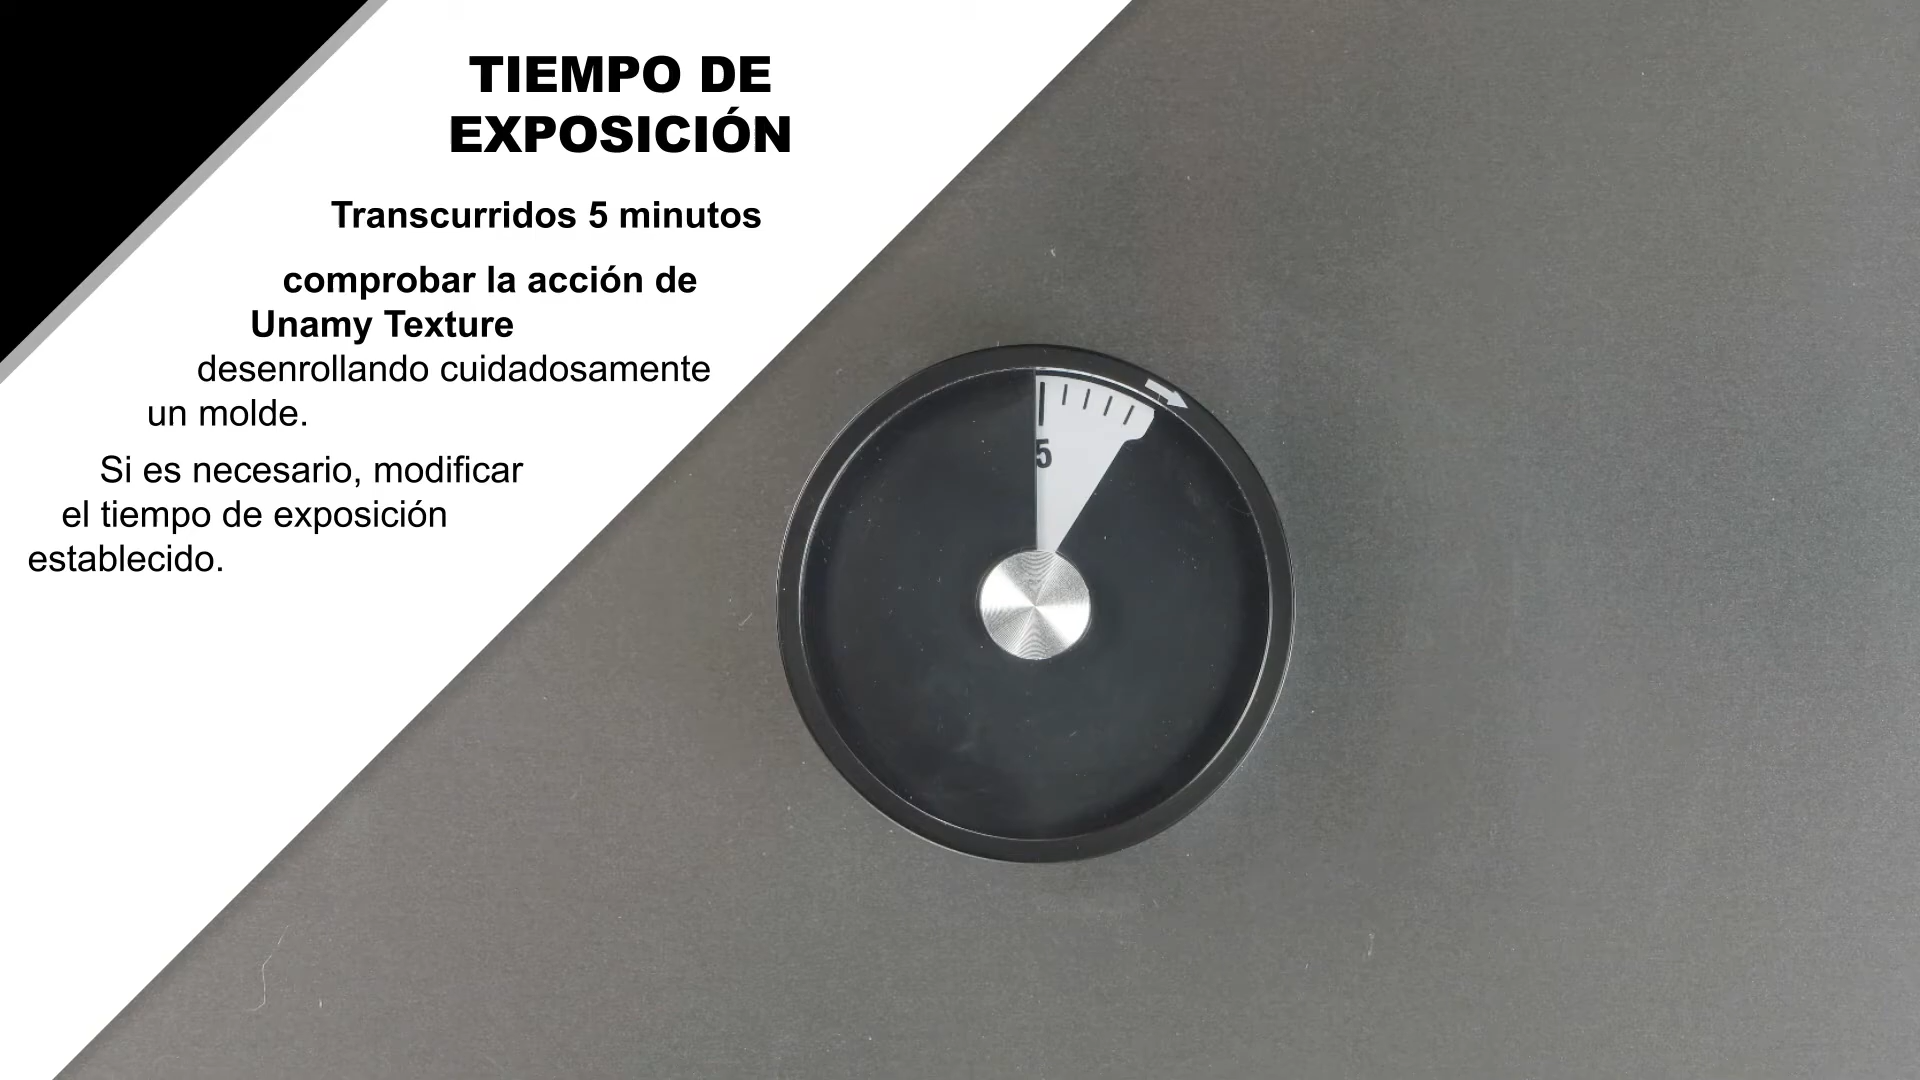 TIEMPO DE
EXPOSICIÓN
Transcurridos 5 minutos
comprobar la acción de
Unamy Texture
desenrollando cuidadosamente
un molde.
Si es necesario, modificar
el tiempo de exposición
establecido.
5